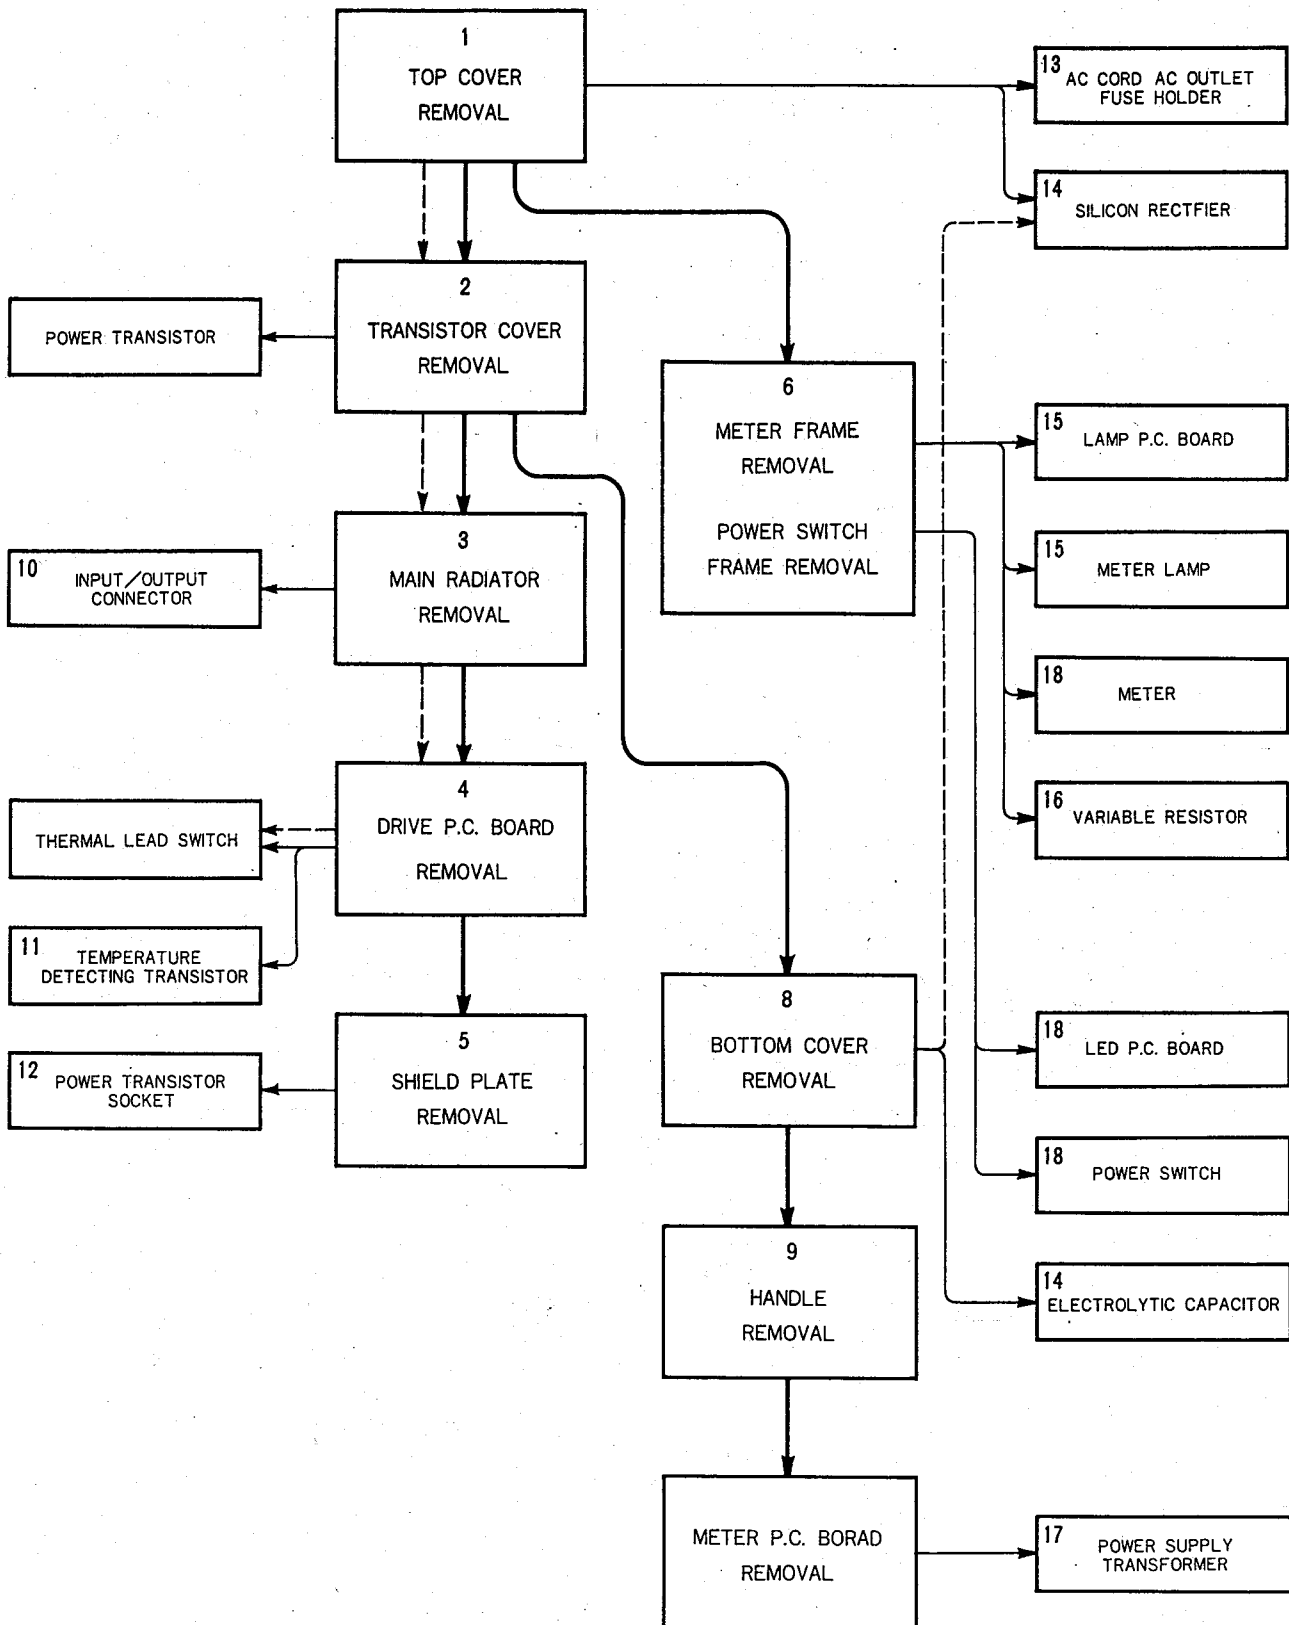 1
TOP COVER
REMOVAL
13
AC CORD AC OUTLET
FUSE HOLDER
14
SILICON RECTFIER
2
TRANSISTOR COVER
REMOVAL
POWER TRANSISTOR
6
METER FRAME
REMOVAL
POWER SWITCH
FRAME REMOVAL
15
LAMP P.C. BOARD
3
MAIN RADIATOR
REMOVAL
10
INPUT/OUTPUT
CONNECTOR
15
METER LAMP
18
METER
4
DRIVE P.C. BOARD
REMOVAL
THERMAL LEAD SWITCH
16
VARIABLE RESISTOR
11
TEMPERATURE
DETECTING TRANSISTOR
5
SHIELD PLATE
REMOVAL
12
POWER TRANSISTOR
SOCKET
8
BOTTOM COVER
REMOVAL
18
LED P.C. BOARD
18
POWER SWITCH
9
HANDLE
REMOVAL
14
ELECTROLYTIC CAPACITOR
METER P.C. BORAD
REMOVAL
17
POWER SUPPLY
TRANSFORMER